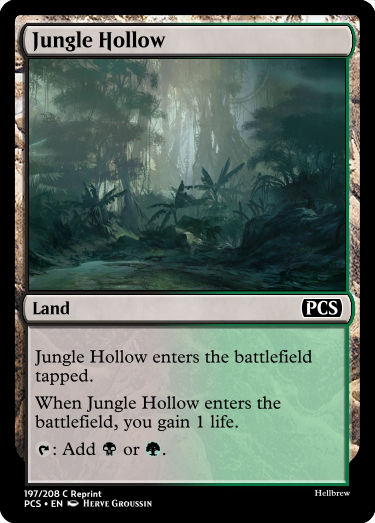 Jungle Hollow
Land
PCS
Jungle Hollow enters the battlefield
tapped.
When Jungle Hollow enters the
battlefield, you gain 1 life.
: Add or .
197/208 C Reprint
Hellbrew
PCS • EN Herve Groussin